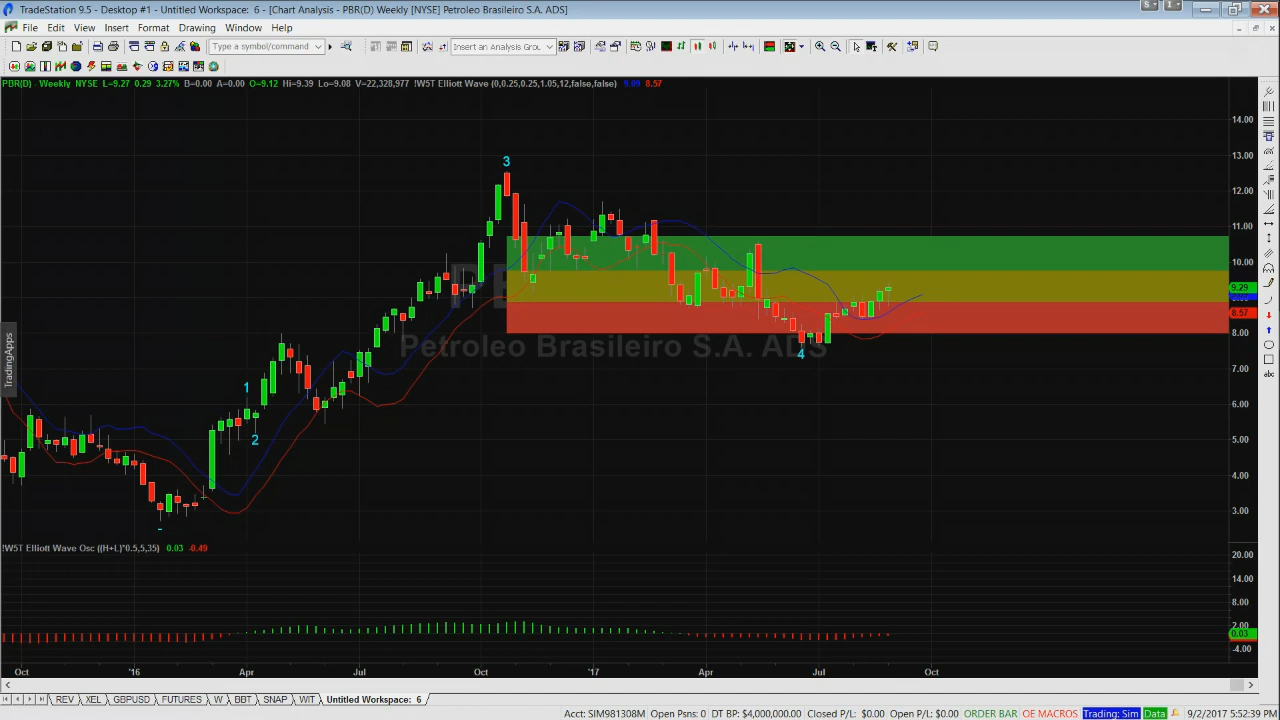 TradeStation 9.5 - Desktop #1 - Untitled Workspace: 6 - [Chart Analysis - PBR(D) Weekly [NYSE] Petroleo Brasileiro S.A. ADS]
File Edit View Insert Format Drawing Window Help
Type a symbol/command
Insert an Analysis Group
PBR(D) - Weekly NYSE L=9.27 0.29 3.27% B=0.00 A=0.00 O=9.12 Hi=9.39 Lo=9.08 V=22,328,977 !W5T Elliott Wave (0,0.25,0.25,1.05,12,false,false) 9.09 8.57
14.00
13.00
3
12.00
11.00
10.00
9.29
8.57
8.00
Petroleo Brasileiro S.A. ADS
4
TradingApps
7.00
1
6.00
2
5.00
4.00
3.00
-
!W5T Elliott Wave Osc ((H+L)*0.5,5,35) 0.03 -0.49
20.00
14.00
8.00
2.00
0.03
-4.00
Oct '16 Apr Jul Oct '17 Apr Jul Oct
REV XEL GBPUSD FUTURES W BBT SNAP WIT Untitled Workspace: 6
Acct: SIM981308M Open Psns: 0 DT BP: $4,000,000.00 Closed P/L: $0.00 Open P/L: $0.00 ORDER BAR OE MACROS Trading: Sim Data 9/2/2017 5:52:39 PM